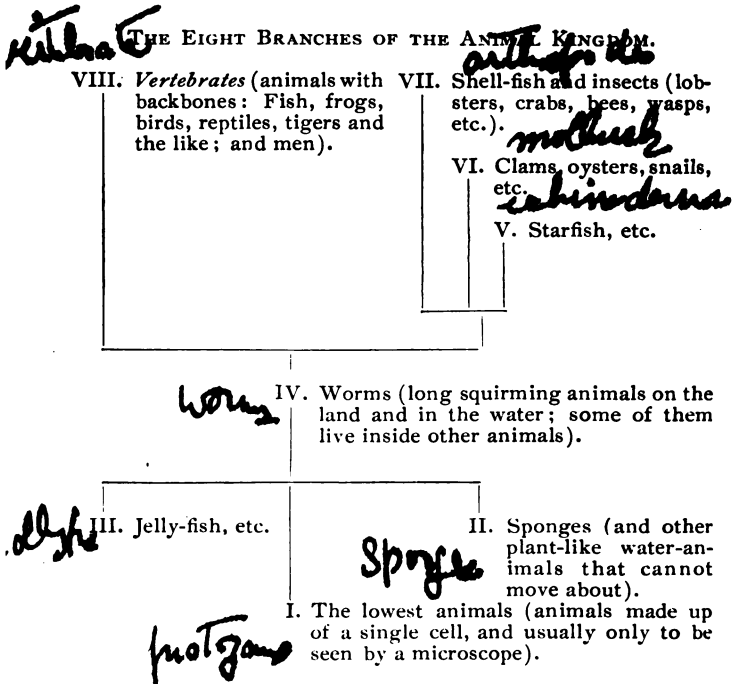 THE EIGHT BRANCHES OF THE ANIMAL KINGDOM.
arthropods
VIII. Vertebrates (animals with
backbones: Fish, frogs,
birds, reptiles, tigers and
the like; and men).
VII. Shell-fish and insects (lob-
sters, crabs, bees, wasps,
etc.).
mollusk
VI. Clams, oysters, snails,
etc.
echinoderms
V. Starfish, etc.
worms
IV. Worms (long squirming animals on the
land and in the water; some of them
live inside other animals).
III. Jelly-fish, etc.
II. Sponges (and other
plant-like water-an-
imals that cannot
move about).
Sponges
I. The lowest animals (animals made up
of a single cell, and usually only to be
seen by a microscope).
protozoans